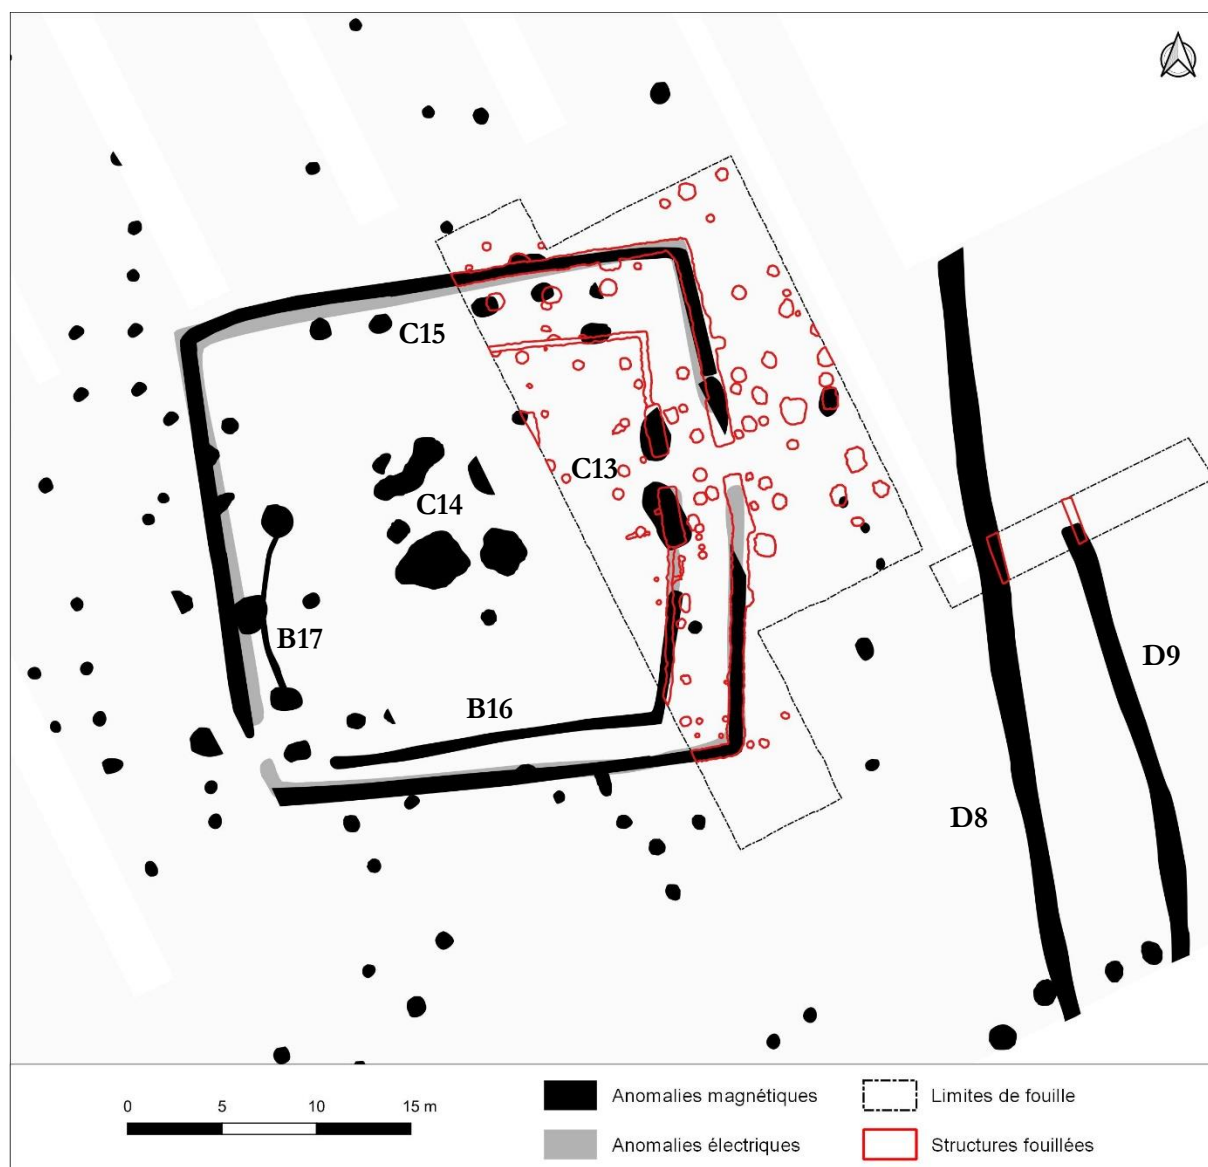 C15
C13
C14
B17
B16
D9
D8
0 5 10 15 m
Anomalies magnétiques
Limites de fouille
Anomalies électriques
Structures fouillées